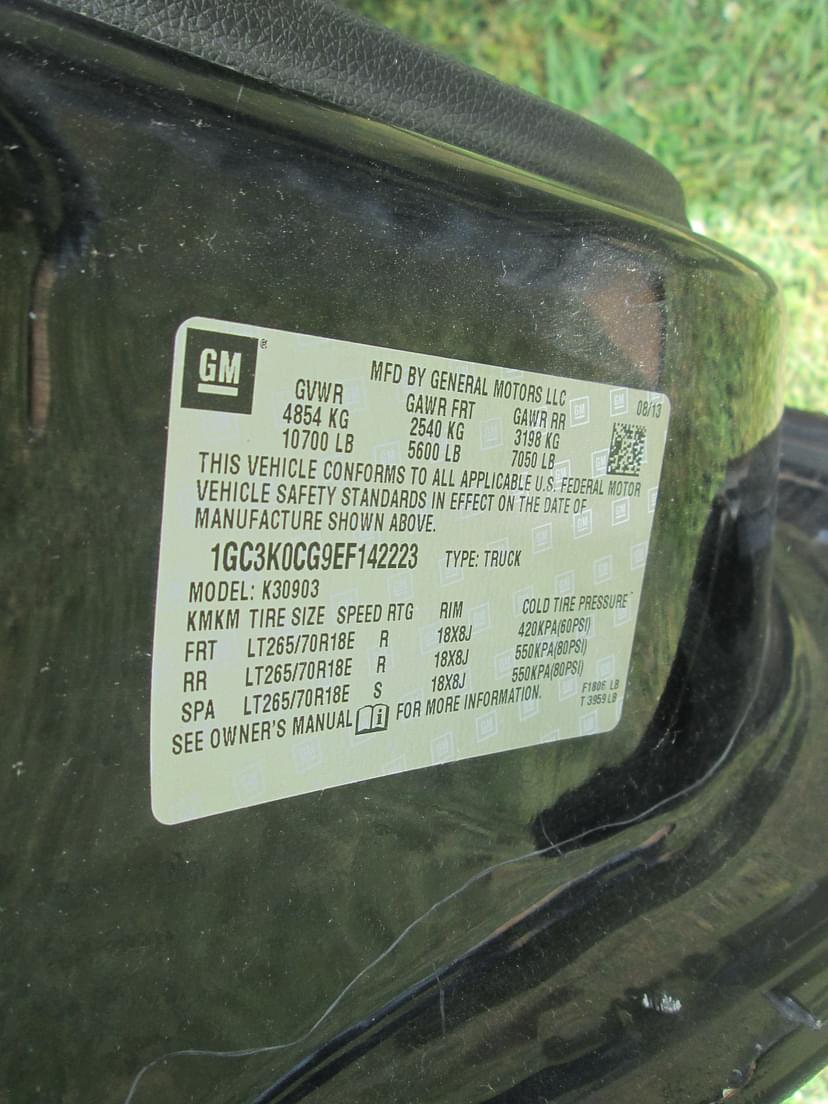 GM®
MFD BY GENERAL MOTORS LLC
08/13
GVWR GAWR FRT GAWR RR
4854 KG 2540 KG 3198 KG
10700 LB 5600 LB 7050 LB
THIS VEHICLE CONFORMS TO ALL APPLICABLE U.S. FEDERAL MOTOR
VEHICLE SAFETY STANDARDS IN EFFECT ON THE DATE OF
MANUFACTURE SHOWN ABOVE.
1GC3K0CG9EF142223 TYPE: TRUCK
MODEL: K30903
KMKM TIRE SIZE SPEED RTG RIM COLD TIRE PRESSURE
FRT LT265/70R18E R 18X8J 420KPA(60PSI)
RR LT265/70R18E R 18X8J 550KPA(80PSI)
SPA LT265/70R18E S 18X8J 550KPA(80PSI)
SEE OWNER'S MANUAL FOR MORE INFORMATION.
F1806 LB
T 3959 LB